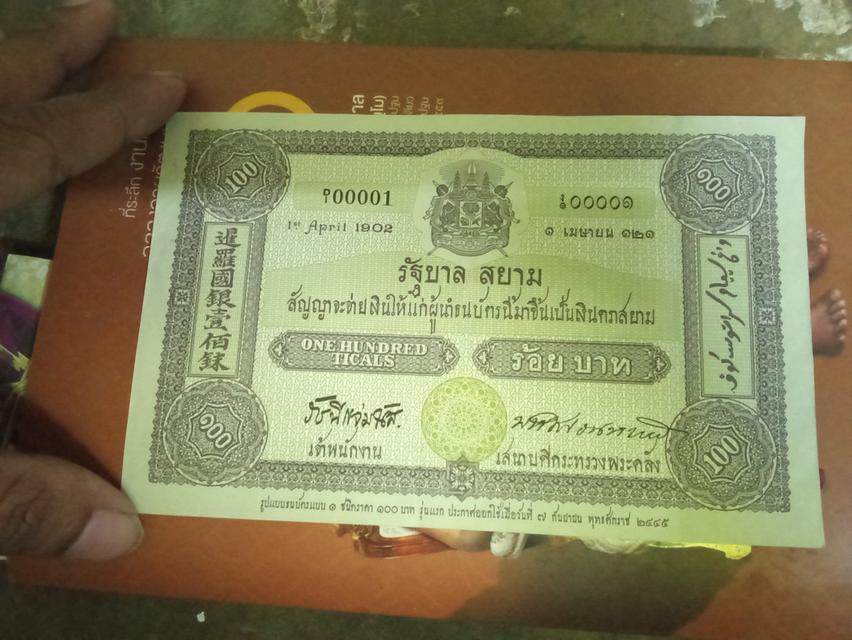 ที่ระลึก งาน
100
๑๐๐
P/1 00001
1st April 1902
๑ เมษายน ๑๒๑
暹羅國銀壹佰銖
รัฐบาล สยาม
สัญญาจะจ่ายเงินให้แก่ผู้นำธนบัตรนี้มาขึ้นเป็นเงินตราสยาม
ONE HUNDRED
TICALS
ร้อย บาท
เจ้าพนักงาน
เสนาบดีกระทรวงพระคลัง
๑๐๐
100
รูปแบบธนบัตรแบบ ๑ ชนิดราคา ๑๐๐ บาท รุ่นแรก ประกาศออกใช้เมื่อวันที่ ๗ กันยายน พุทธศักราช ๒๔๔๕